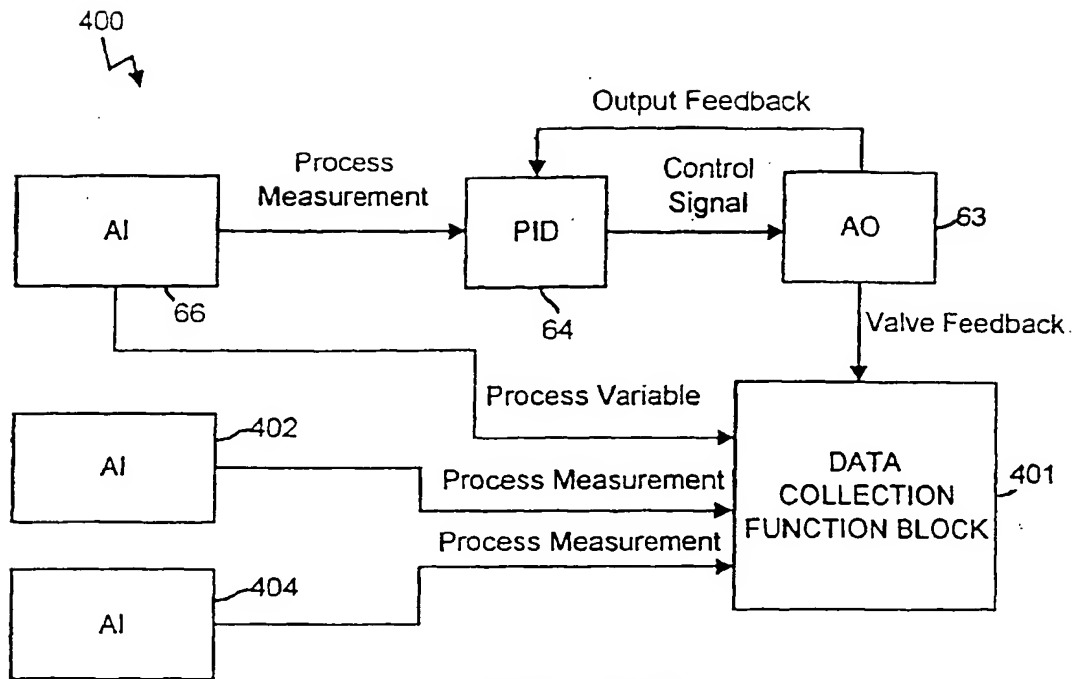 400
Output Feedback
Process
Measurement
Control
Signal
AI
PID
AO
63
66
64
Valve Feedback
Process Variable
402
AI
Process Measurement
DATA
COLLECTION
FUNCTION BLOCK
401
Process Measurement
404
AI